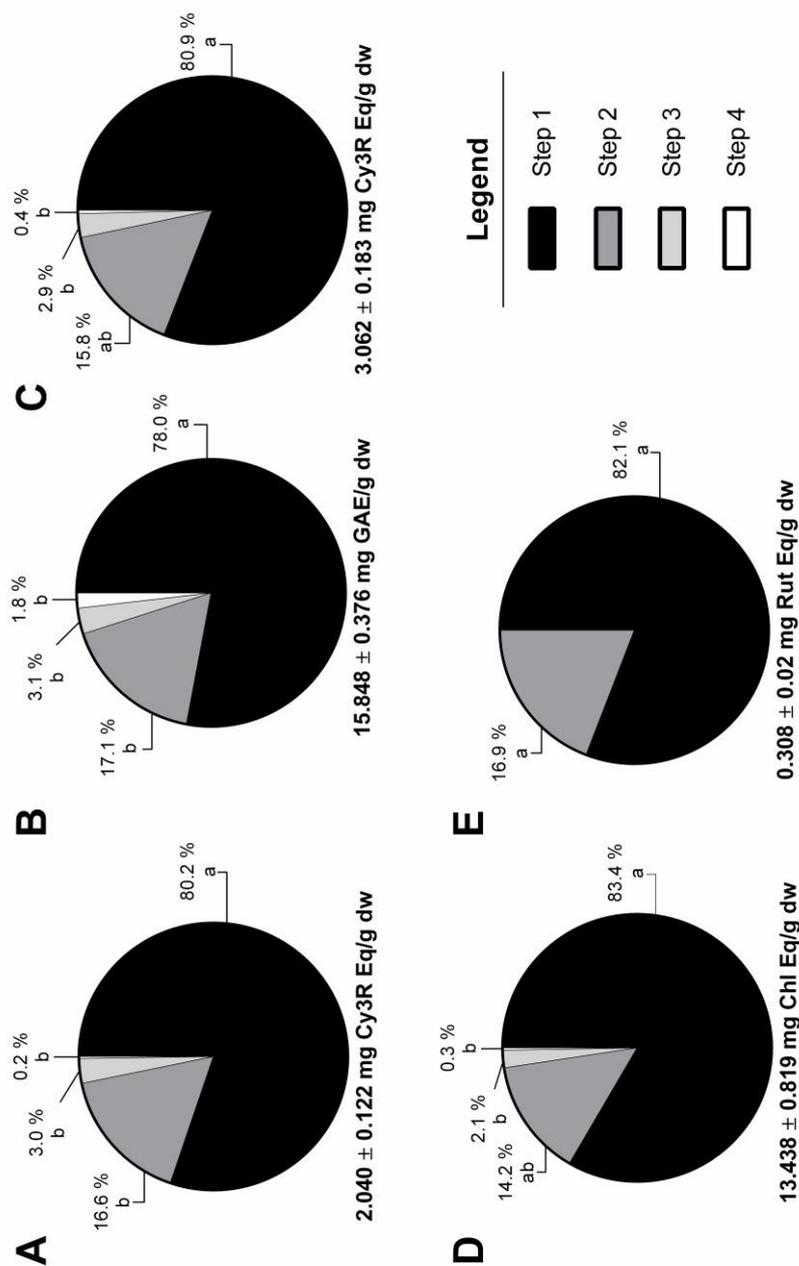 A
80.2 %
a
16.6 %
b
3.0 %
b
0.2 %
b
2.040 ± 0.122 mg Cy3R Eq/g dw
B
78.0 %
a
17.1 %
b
3.1 %
b
1.8 %
b
15.848 ± 0.376 mg GAE/g dw
C
80.9 %
a
15.8 %
ab
2.9 %
b
0.4 %
b
3.062 ± 0.183 mg Cy3R Eq/g dw
D
83.4 %
a
14.2 %
ab
2.1 %
b
0.3 %
b
13.438 ± 0.819 mg Chl Eq/g dw
E
82.1 %
a
16.9 %
a
0.308 ± 0.02 mg Rut Eq/g dw
Legend
Step 1
Step 2
Step 3
Step 4